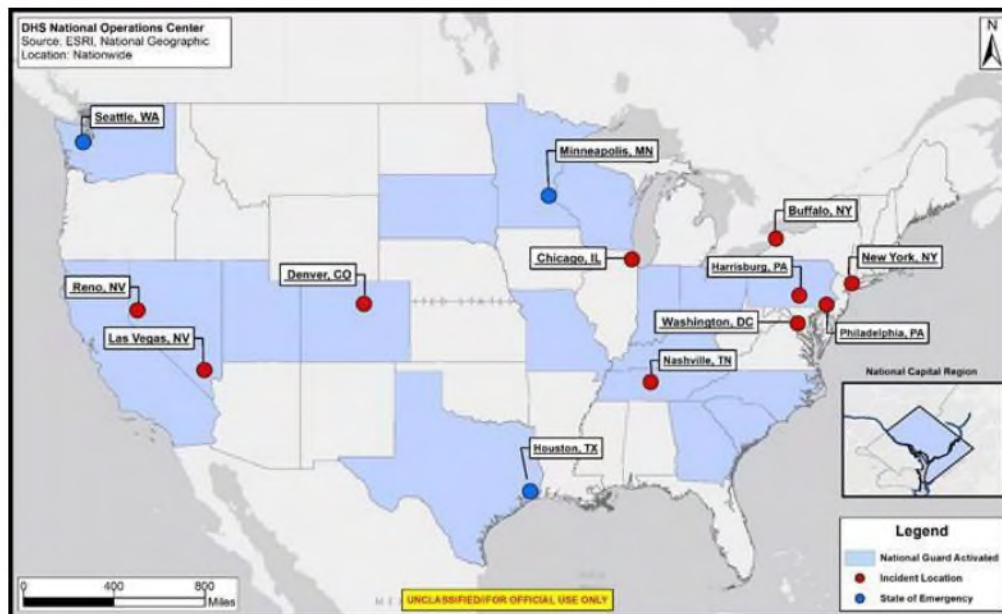 DHS National Operations Center
Source: ESRI, National Geographic
Location: Nationwide
N
Seattle, WA
Minneapolis, MN
Buffalo, NY
Chicago, IL
New York, NY
Harrisburg, PA
Denver, CO
Reno, NV
Washington, DC
Philadelphia, PA
Las Vegas, NV
Nashville, TN
National Capital Region
Houston, TX
Legend
National Guard Activated
Incident Location
State of Emergency
0 400 800
Miles
UNCLASSIFIED//FOR OFFICIAL USE ONLY